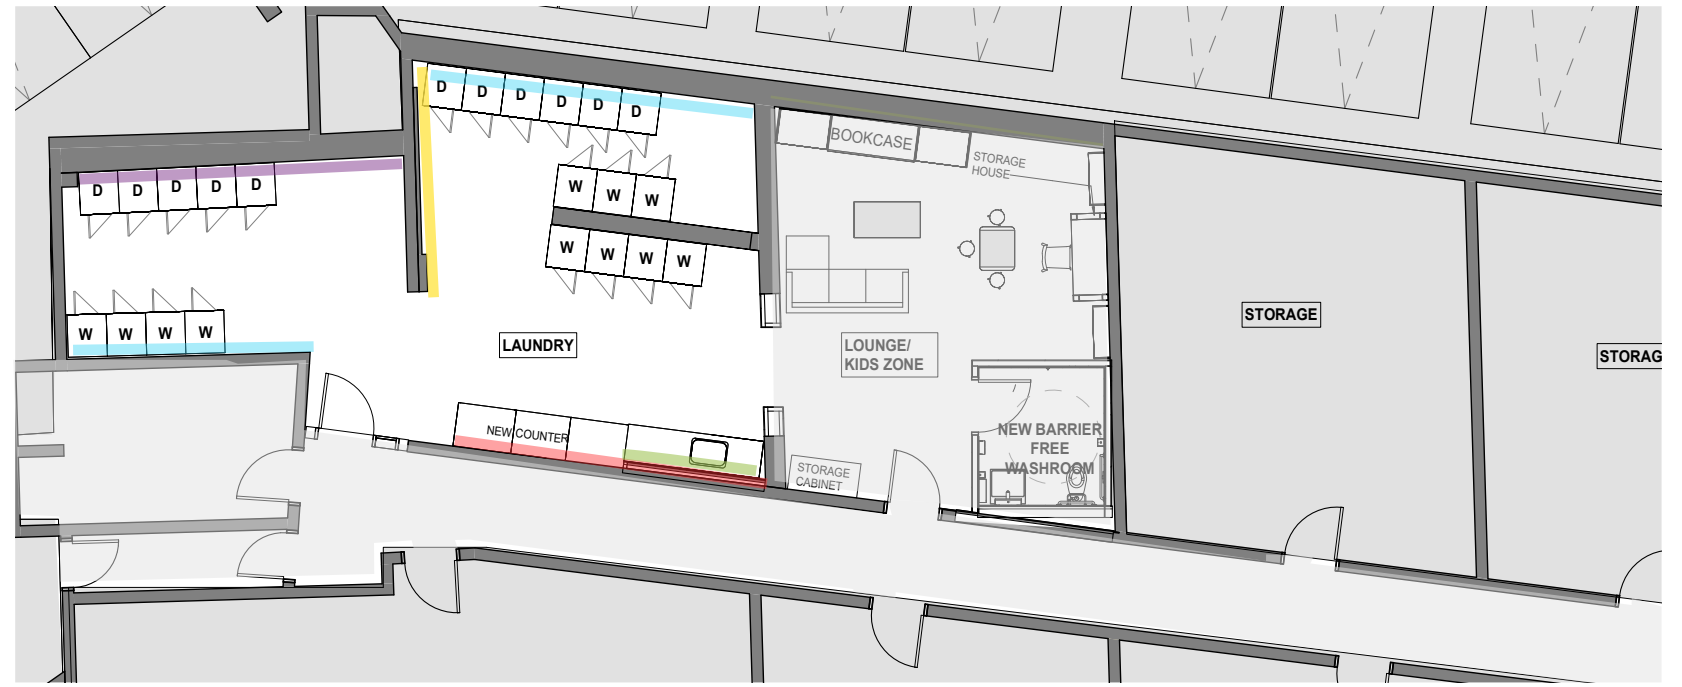 D D D D D D
BOOKCASE
STORAGE
HOUSE
D D D D D
W W W
W W W W
STORAGE
W W W W
LAUNDRY
LOUNGE/
KIDS ZONE
STORAG
NEW COUNTER
NEW BARRIER
FREE
WASHROOM
STORAGE
CABINET